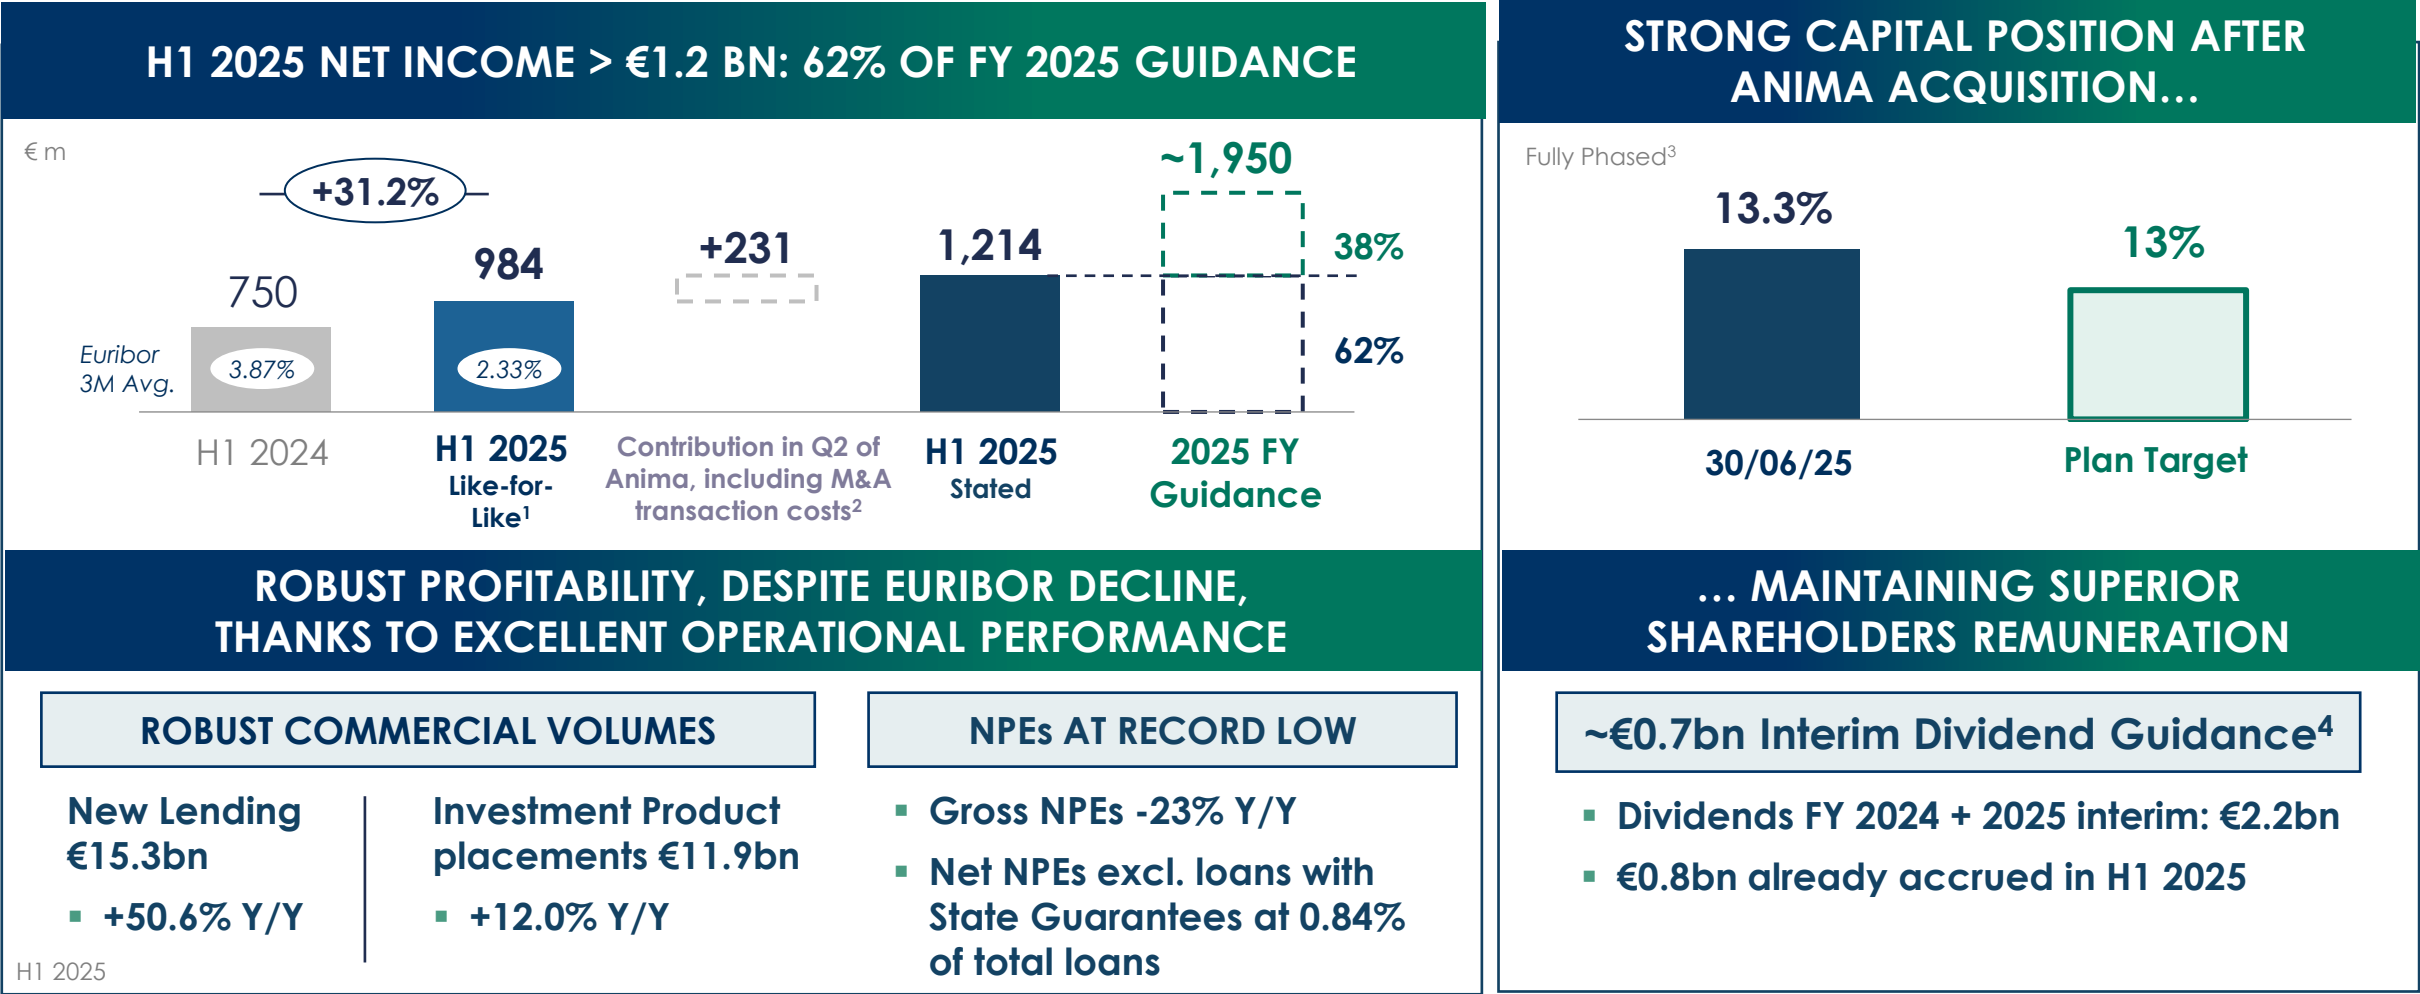 H1 2025 NET INCOME > €1.2 BN: 62% OF FY 2025 GUIDANCE
€ m
+31.2%
750
984
+231
1,214
~1,950
38%
62%
Euribor
3M Avg.
3.87%
2.33%
H1 2024
H1 2025
Like-for-
Like¹
Contribution in Q2 of
Anima, including M&A
transaction costs²
H1 2025
Stated
2025 FY
Guidance
STRONG CAPITAL POSITION AFTER
ANIMA ACQUISITION…
Fully Phased³
13.3%
13%
30/06/25
Plan Target
ROBUST PROFITABILITY, DESPITE EURIBOR DECLINE,
THANKS TO EXCELLENT OPERATIONAL PERFORMANCE
ROBUST COMMERCIAL VOLUMES
New Lending
€15.3bn
▪ +50.6% Y/Y
Investment Product
placements €11.9bn
▪ +12.0% Y/Y
NPEs AT RECORD LOW
▪ Gross NPEs -23% Y/Y
▪ Net NPEs excl. loans with
State Guarantees at 0.84%
of total loans
H1 2025
… MAINTAINING SUPERIOR
SHAREHOLDERS REMUNERATION
~€0.7bn Interim Dividend Guidance⁴
▪ Dividends FY 2024 + 2025 interim: €2.2bn
▪ €0.8bn already accrued in H1 2025